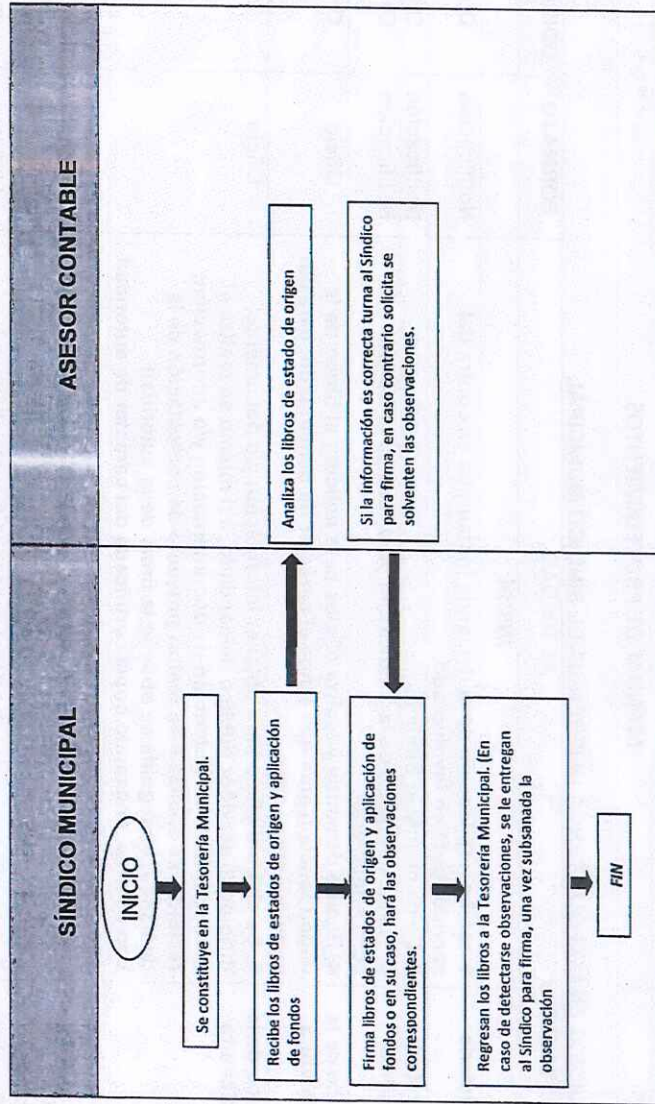 SÍNDICO MUNICIPAL
ASESOR CONTABLE
INICIO
Se constituye en la Tesorería Municipal.
Recibe los libros de estados de origen y aplicación
de fondos
Analiza los libros de estado de origen
Firma libros de estados de origen y aplicación de
fondos o en su caso, hará las observaciones
correspondientes.
Si la información es correcta turna al Síndico
para firma, en caso contrario solicita se
solventen las observaciones.
Regresan los libros a la Tesorería Municipal. (En
caso de detectarse observaciones, se le entregan
al Síndico para firma, una vez subsanada la
observación
FIN